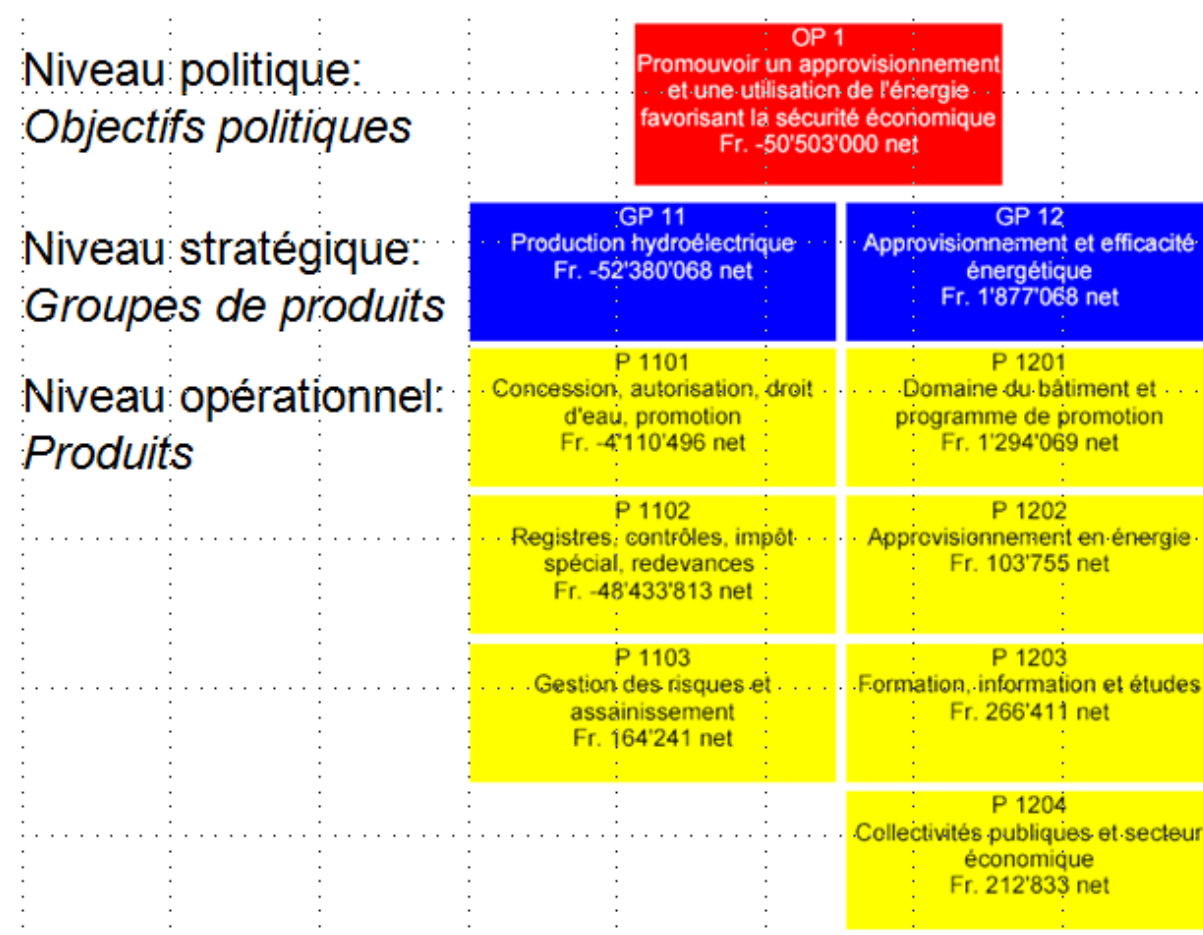 Niveau politique:
Objectifs politiques
OP 1
Promouvoir un approvisionnement
et une utilisation de l'énergie
favorisant la sécurité économique
Fr. -50'503'000 net
Niveau stratégique:
Groupes de produits
GP 11
Production hydroélectrique
Fr. -52'380'068 net
GP 12
Approvisionnement et efficacité
énergétique
Fr. 1'877'068 net
Niveau opérationnel:
Produits
P 1101
Concession, autorisation, droit
d'eau, promotion
Fr. -4'110'496 net
P 1201
Domaine du bâtiment et
programme de promotion
Fr. 1'294'069 net
P 1102
Registres, contrôles, impôt
spécial, redevances
Fr. -48'433'813 net
P 1202
Approvisionnement en énergie
Fr. 103'755 net
P 1103
Gestion des risques et
assainissement
Fr. 164'241 net
P 1203
Formation, information et études
Fr. 266'411 net
P 1204
Collectivités publiques et secteur
économique
Fr. 212'833 net